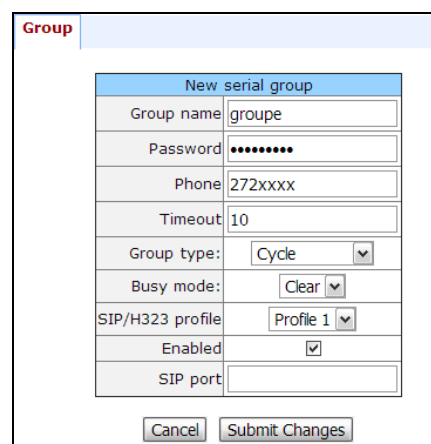 Group
New serial group
Group name groupe
Password •••••••••
Phone 272xxxx
Timeout 10
Group type: Cycle
Busy mode: Clear
SIP/H323 profile Profile 1
Enabled
SIP port
Cancel Submit Changes